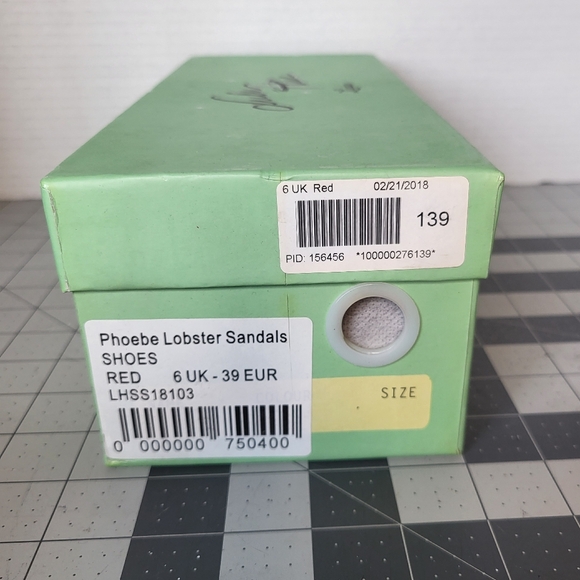 6 UK Red 02/21/2018
139
PID: 156456 *100000276139*
Phoebe Lobster Sandals
SHOES
RED 6 UK - 39 EUR
LHSS18103
SIZE
0 000000 750400